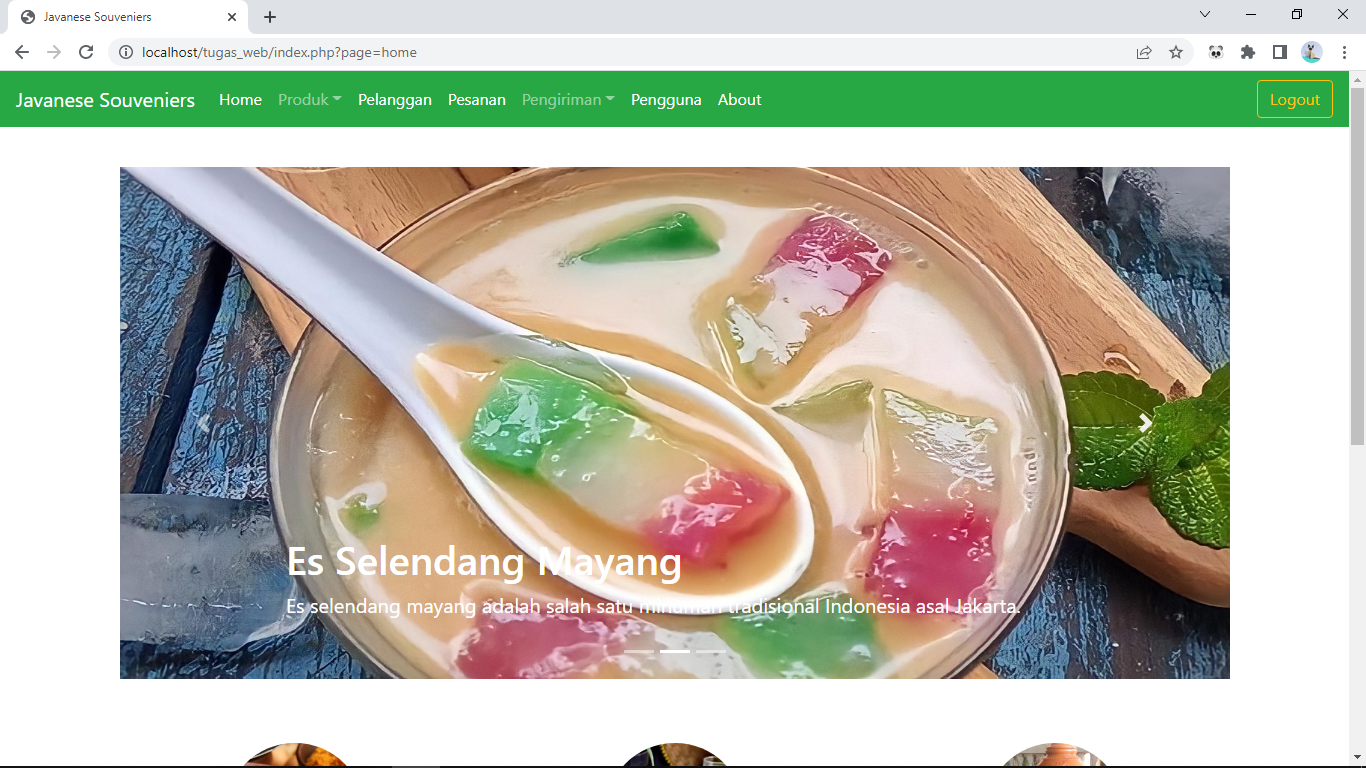 Javanese Souveniers
localhost/tugas_web/index.php?page=home
Javanese Souveniers Home Produk Pelanggan Pesanan Pengiriman Pengguna About Logout
Es Selendang Mayang
Es selendang mayang adalah salah satu minuman tradisional Indonesia asal Jakarta.